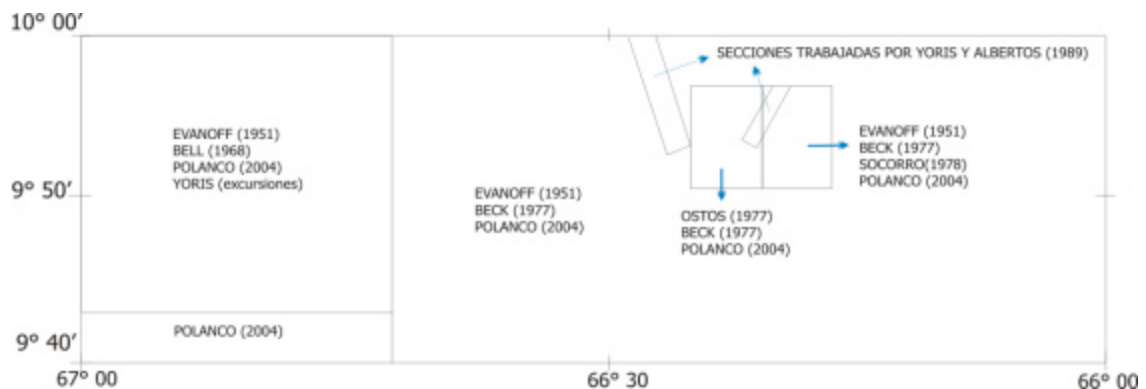 10° 00'
SECCIONES TRABAJADAS POR YORIS Y ALBERTOS (1989)
EVANOFF (1951)
BELL (1968)
POLANCO (2004)
YORIS (excursiones)
EVANOFF (1951)
BECK (1977)
SOCORRO(1978)
POLANCO (2004)
9° 50'
EVANOFF (1951)
BECK (1977)
POLANCO (2004)
OSTOS (1977)
BECK (1977)
POLANCO (2004)
POLANCO (2004)
9° 40'
67° 00
66° 30
66° 00